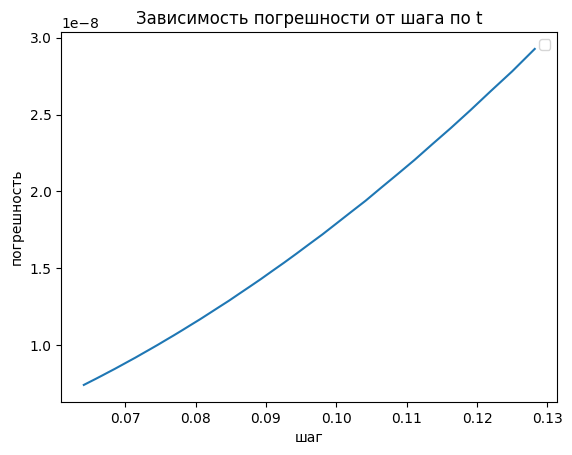 Зависимость погрешности от шага по t
1e−8
3.0
2.5
2.0
1.5
1.0
погрешность
0.07 0.08 0.09 0.10 0.11 0.12 0.13
шаг